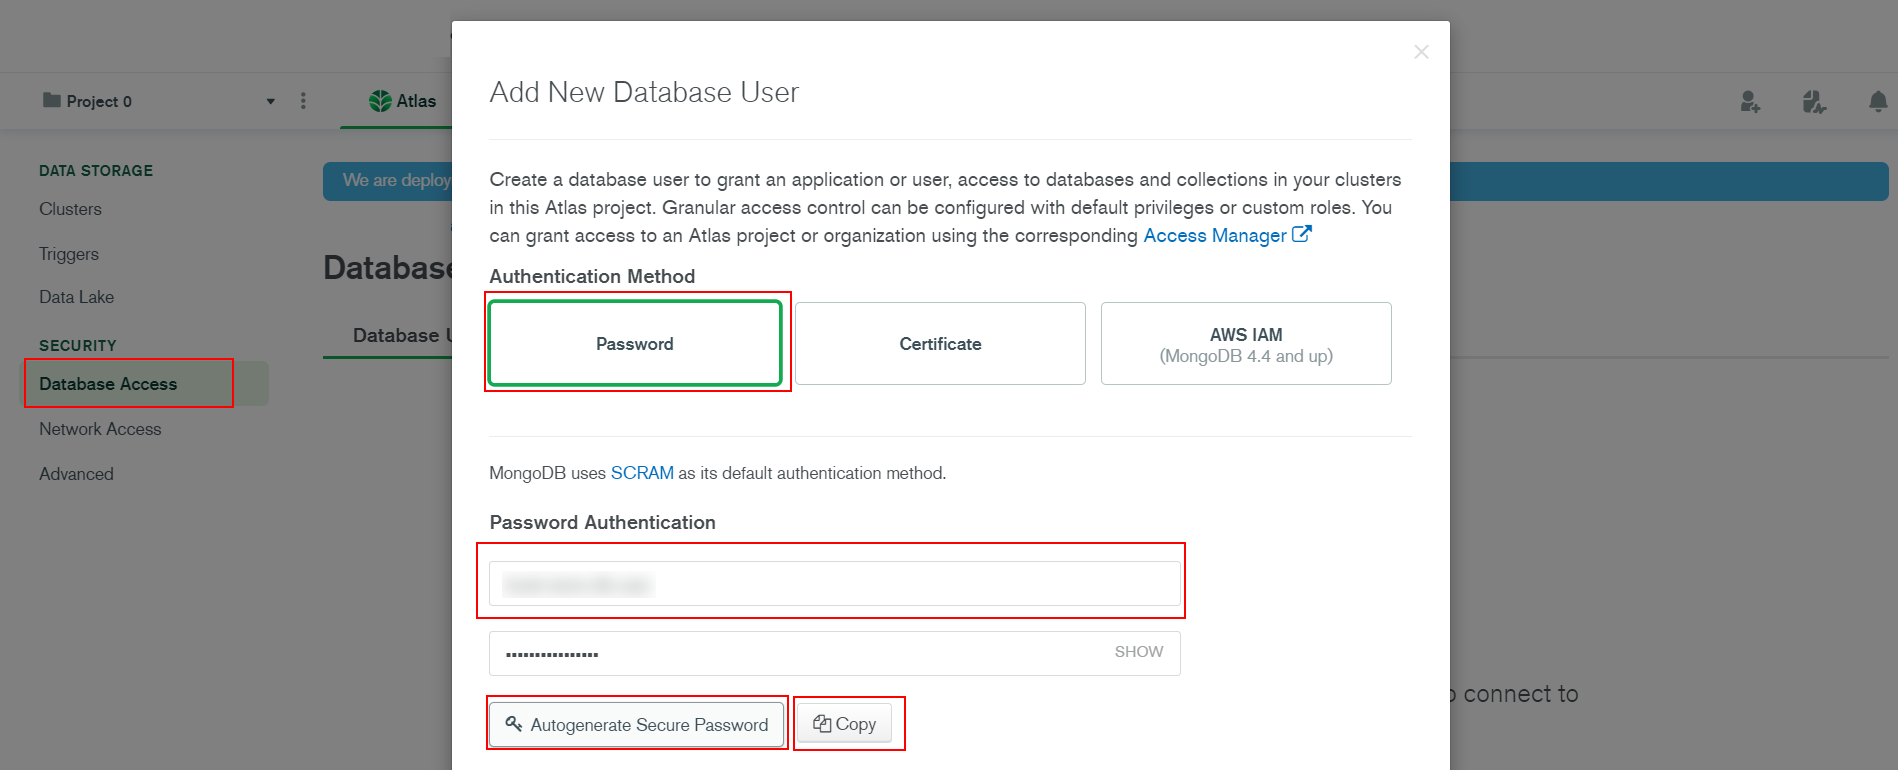 Project 0
Atlas
DATA STORAGE
Clusters
Triggers
Data Lake
SECURITY
Database Access
Network Access
Advanced
We are deploy
Database
Database U
Add New Database User
Create a database user to grant an application or user, access to databases and collections in your clusters
in this Atlas project. Granular access control can be configured with default privileges or custom roles. You
can grant access to an Atlas project or organization using the corresponding Access Manager
Authentication Method
Password
Certificate
AWS IAM
(MongoDB 4.4 and up)
MongoDB uses SCRAM as its default authentication method.
Password Authentication
••••••••••••••••
SHOW
Autogenerate Secure Password
Copy
connect to